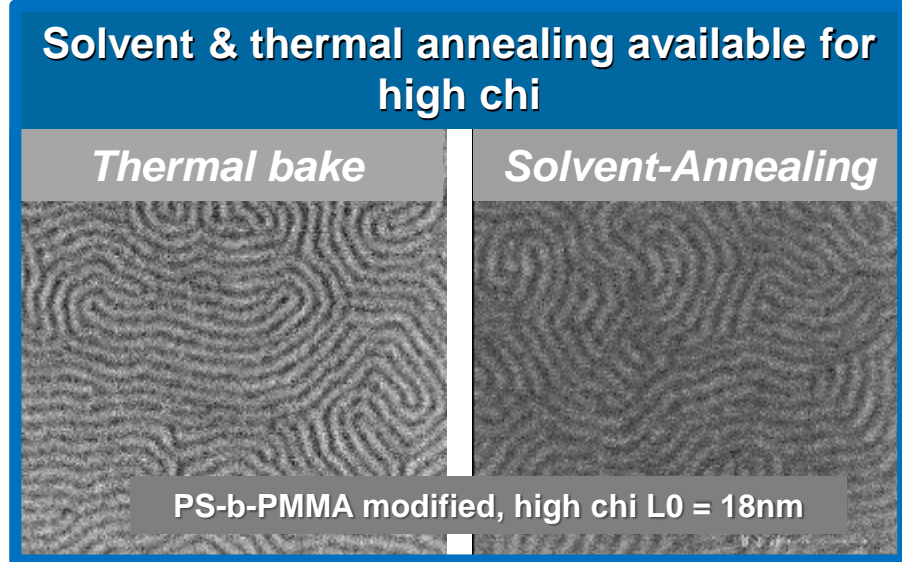 Solvent & thermal annealing available for
high chi
Thermal bake
Solvent-Annealing
PS-b-PMMA modified, high chi L0 = 18nm